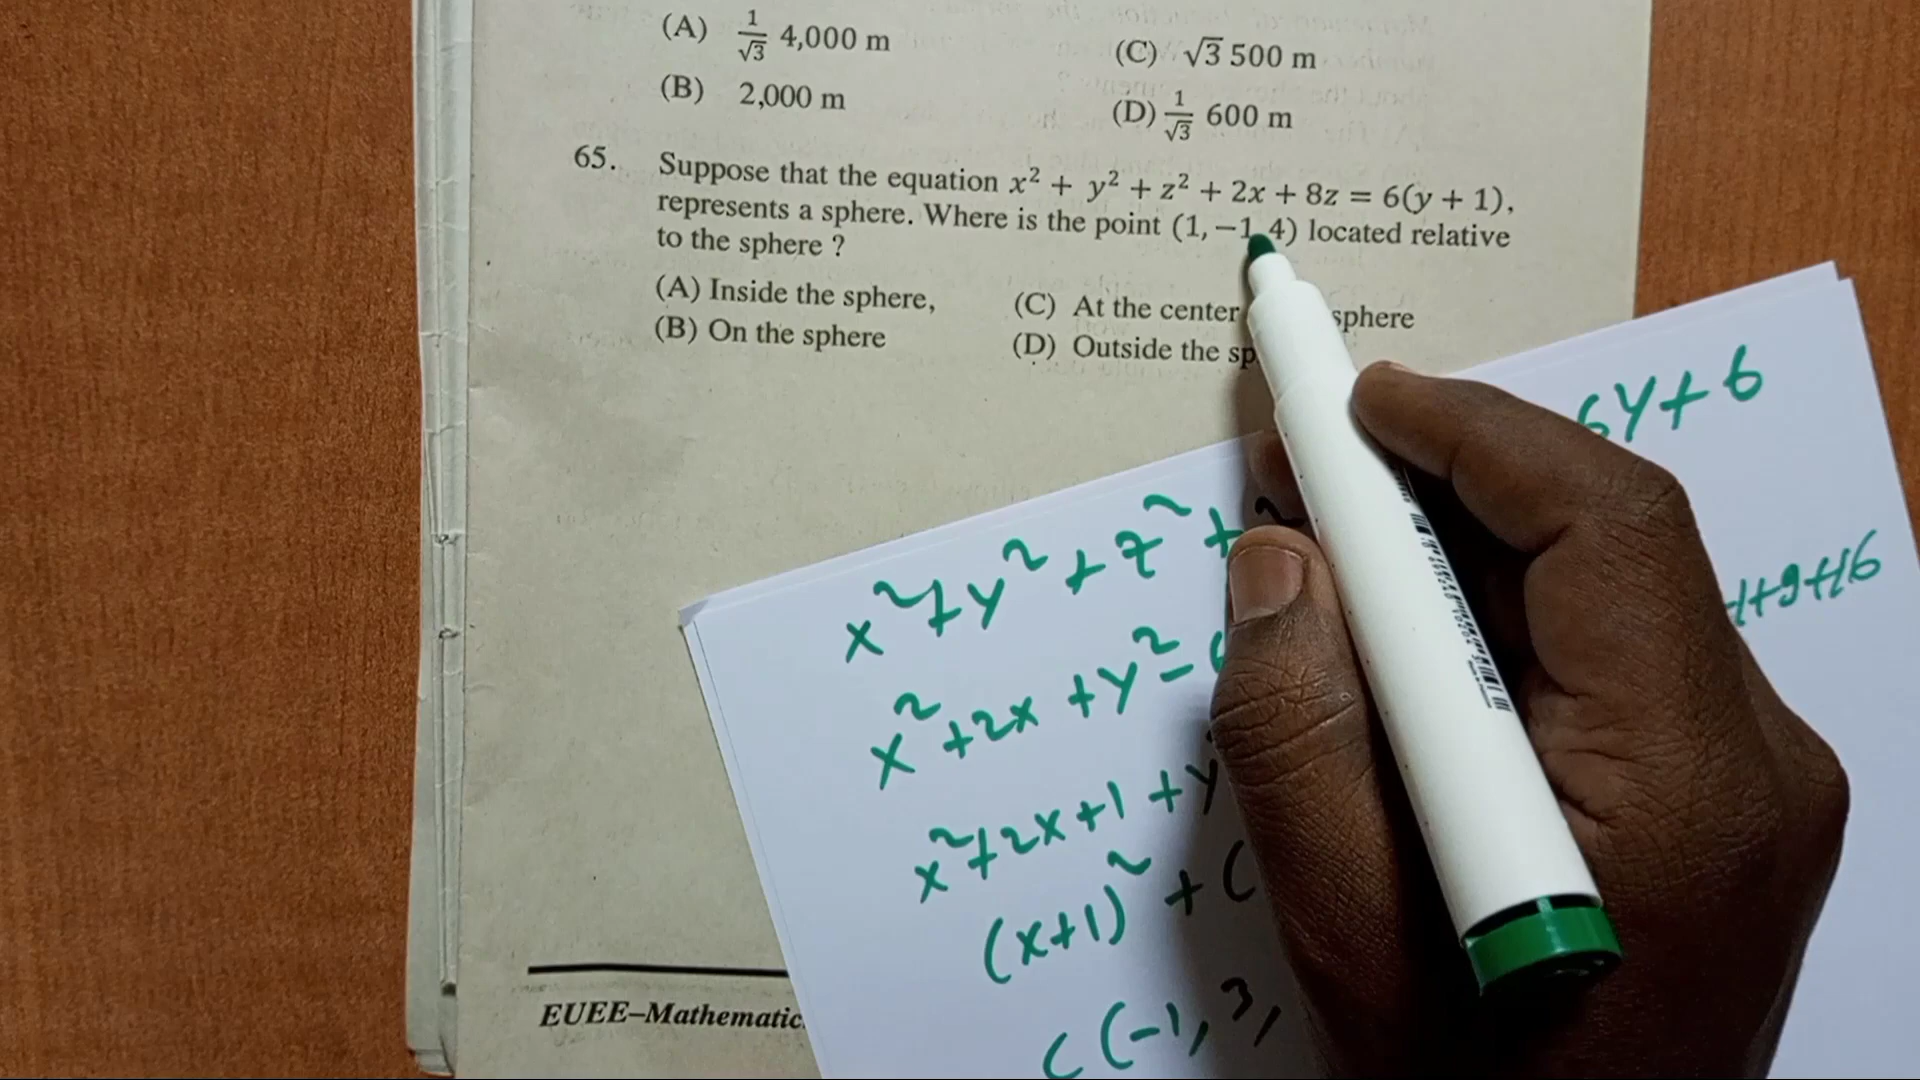 (A) 1/√3 4,000 m (C) √3 500 m
(B) 2,000 m (D) 1/√3 600 m
65. Suppose that the equation x² + y² + z² + 2x + 8z = 6(y + 1),
represents a sphere. Where is the point (1, −1, 4) located relative
to the sphere ?
(A) Inside the sphere, (C) At the center sphere
(B) On the sphere (D) Outside the
6y+6
x²+y²+z²+2
x²+2x+y²-
x²+2x+1+y
+9+16
(x+1)²+(
C(-1,3,
EUEE–Mathematic